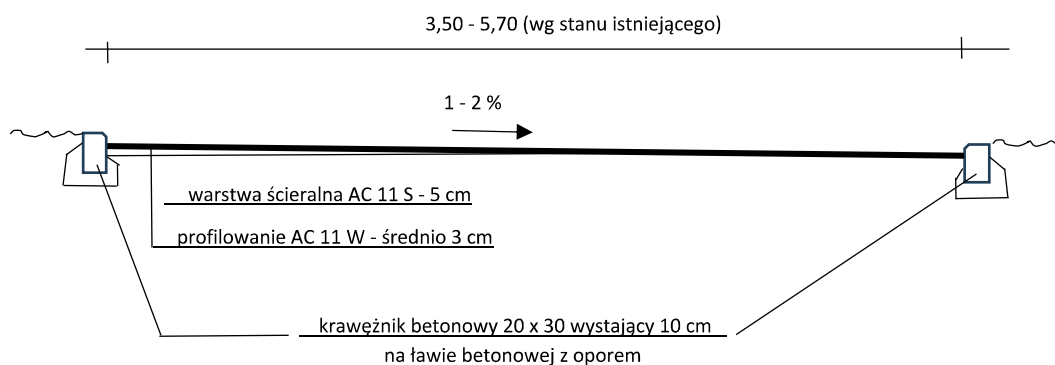 3,50 - 5,70 (wg stanu istniejącego)
1 - 2 %
warstwa ścieralna AC 11 S - 5 cm
profilowanie AC 11 W - średnio 3 cm
krawężnik betonowy 20 x 30 wystający 10 cm
na ławie betonowej z oporem